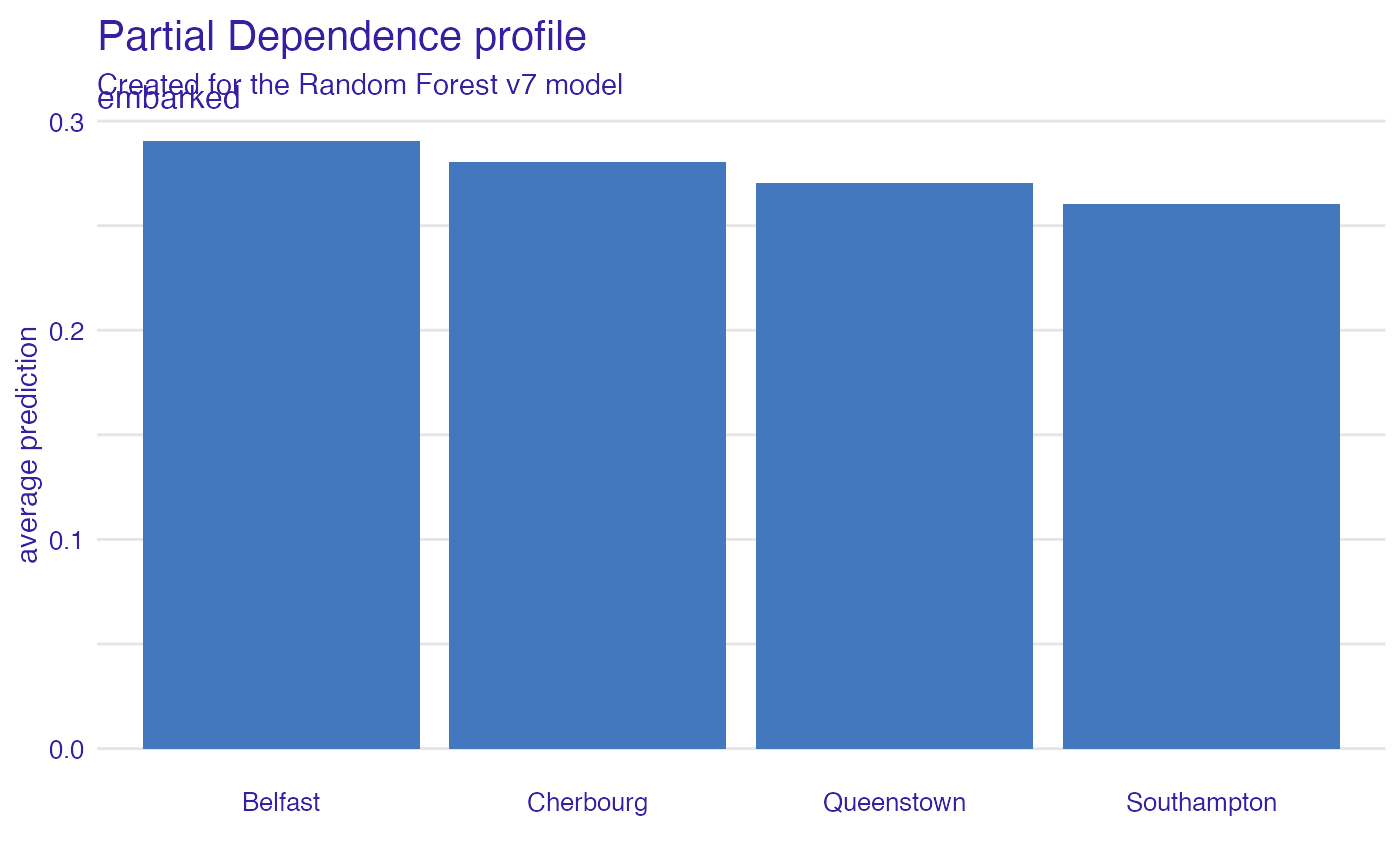 Partial Dependence profile
Created for the Random Forest v7 model
embarked
average prediction
0.3
0.2
0.1
0.0
Belfast Cherbourg Queenstown Southampton